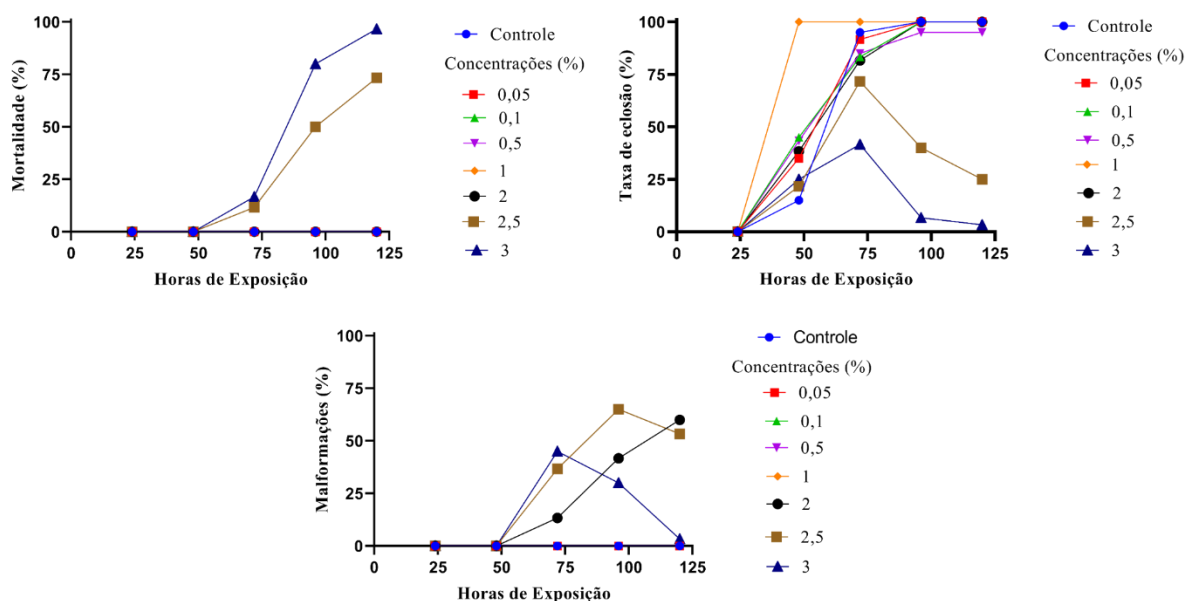 Mortalidade (%)
100
75
50
25
0
0 25 50 75 100 125
Horas de Exposição
Controle
Concentrações (%)
0,05
0,1
0,5
1
2
2,5
3
Taxa de eclosão (%)
100
75
50
25
0
0 25 50 75 100 125
Horas de Exposição
Controle
Concentrações (%)
0,05
0,1
0,5
1
2
2,5
3
Malformações (%)
100
75
50
25
0
0 25 50 75 100 125
Horas de Exposição
Controle
Concentrações (%)
0,05
0,1
0,5
1
2
2,5
3